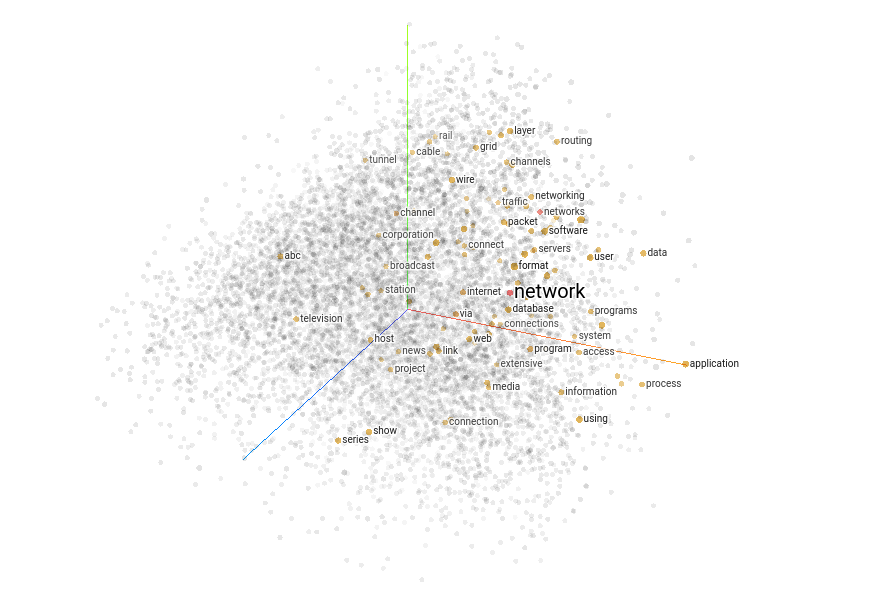 layer
rail
routing
grid
cable
tunnel
channels
wire
networking
traffic
networks
channel
packet
software
corporation
connect
servers
data
abc
user
broadcast
format
station
internet
network
database
programs
via
television
connections
system
host
web
link
news
program
access
extensive
application
project
process
media
information
using
connection
show
series